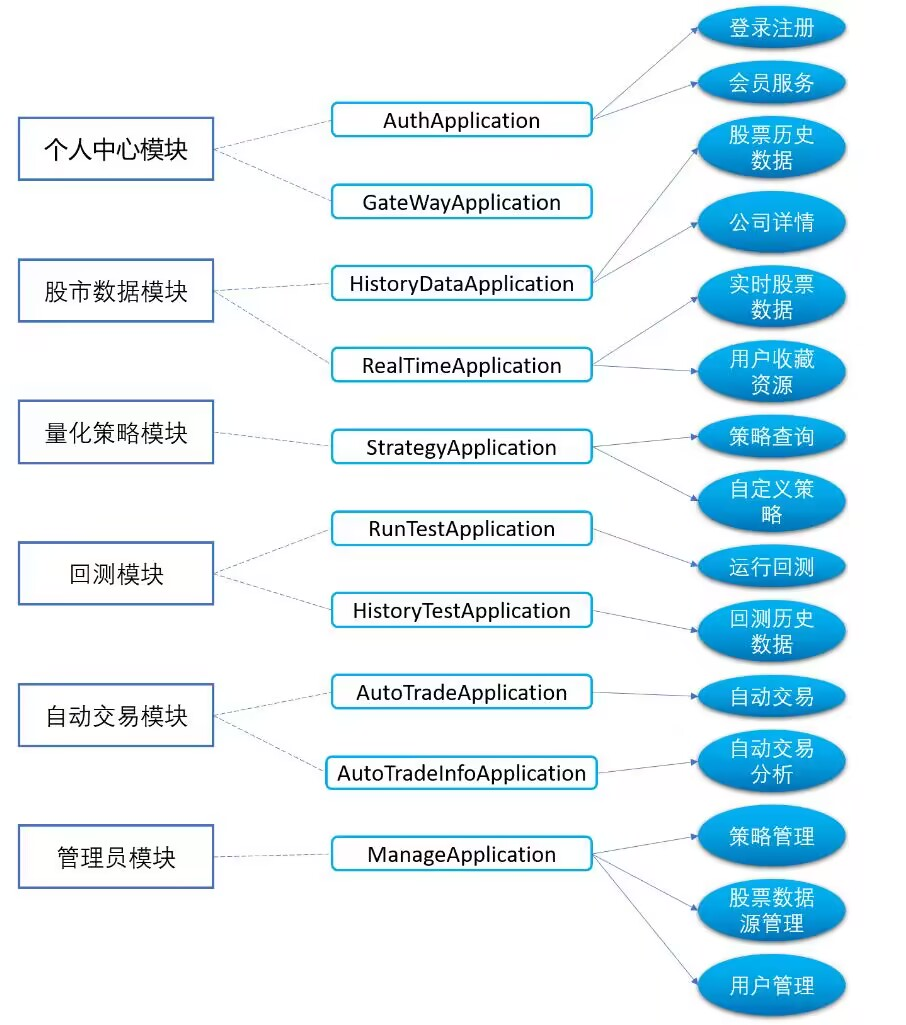 个人中心模块
股市数据模块
量化策略模块
回测模块
自动交易模块
管理员模块
AuthApplication
GateWayApplication
HistoryDataApplication
RealTimeApplication
StrategyApplication
RunTestApplication
HistoryTestApplication
AutoTradeApplication
AutoTradeInfoApplication
ManageApplication
登录注册
会员服务
股票历史
数据
公司详情
实时股票
数据
用户收藏
资源
策略查询
自定义策
略
运行回测
回测历史
数据
自动交易
自动交易
分析
策略管理
股票数据
源管理
用户管理